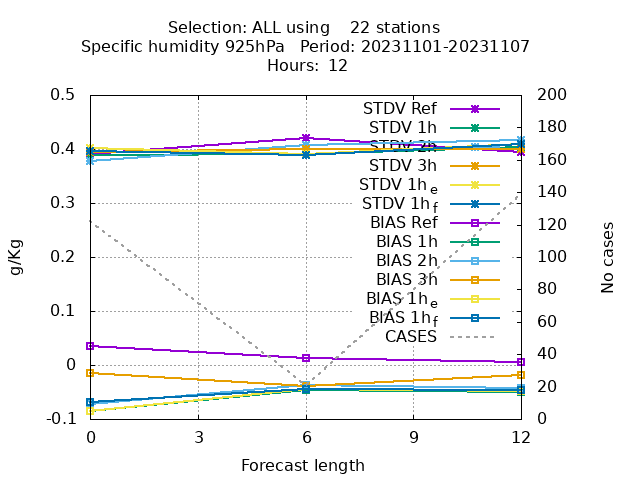 Selection: ALL using 22 stations
Specific humidity 925hPa Period: 20231101-20231107
Hours: 12
0.5
0.4
0.3
0.2
0.1
0
-0.1
g/Kg
200
180
160
140
120
100
80
60
40
20
0
No cases
STDV Ref
STDV 1h
STDV 2h
STDV 3h
STDV 1h e
STDV 1h f
BIAS Ref
BIAS 1h
BIAS 2h
BIAS 3h
BIAS 1h e
BIAS 1h f
CASES
0 3 6 9 12
Forecast length